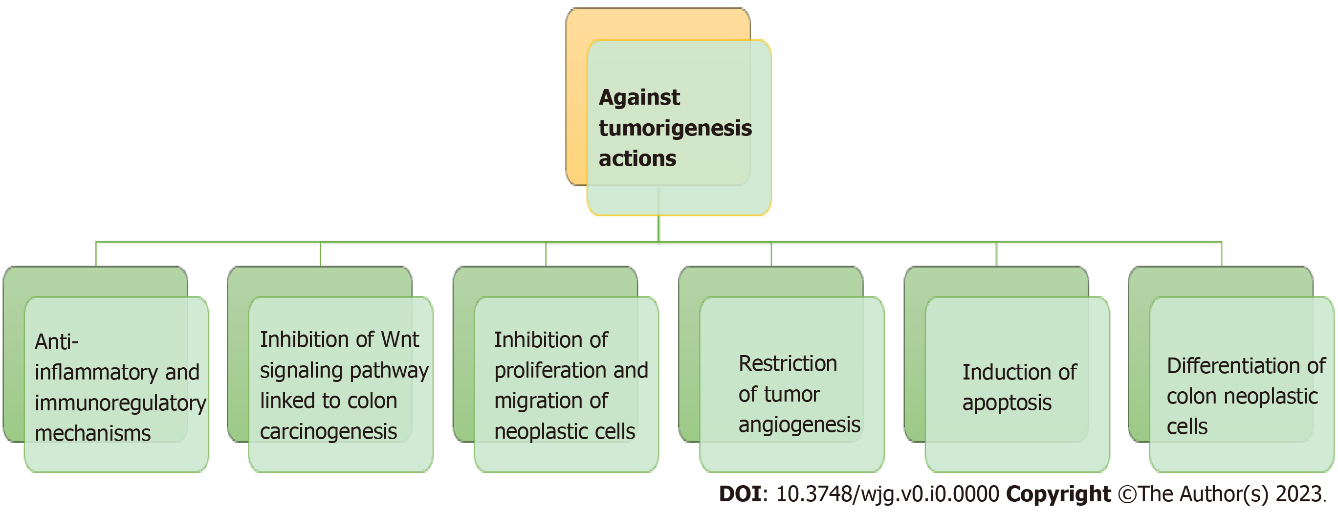 Against
tumorigenesis
actions
Anti-
inflammatory and
immunoregulatory
mechanisms
Inhibition of Wnt
signaling pathway
linked to colon
carcinogenesis
Inhibition of
proliferation and
migration of
neoplastic cells
Restriction
of tumor
angiogenesis
Induction of
apoptosis
Differentiation of
colon neoplastic
cells
DOI: 10.3748/wjg.v0.i0.0000 Copyright ©The Author(s) 2023.